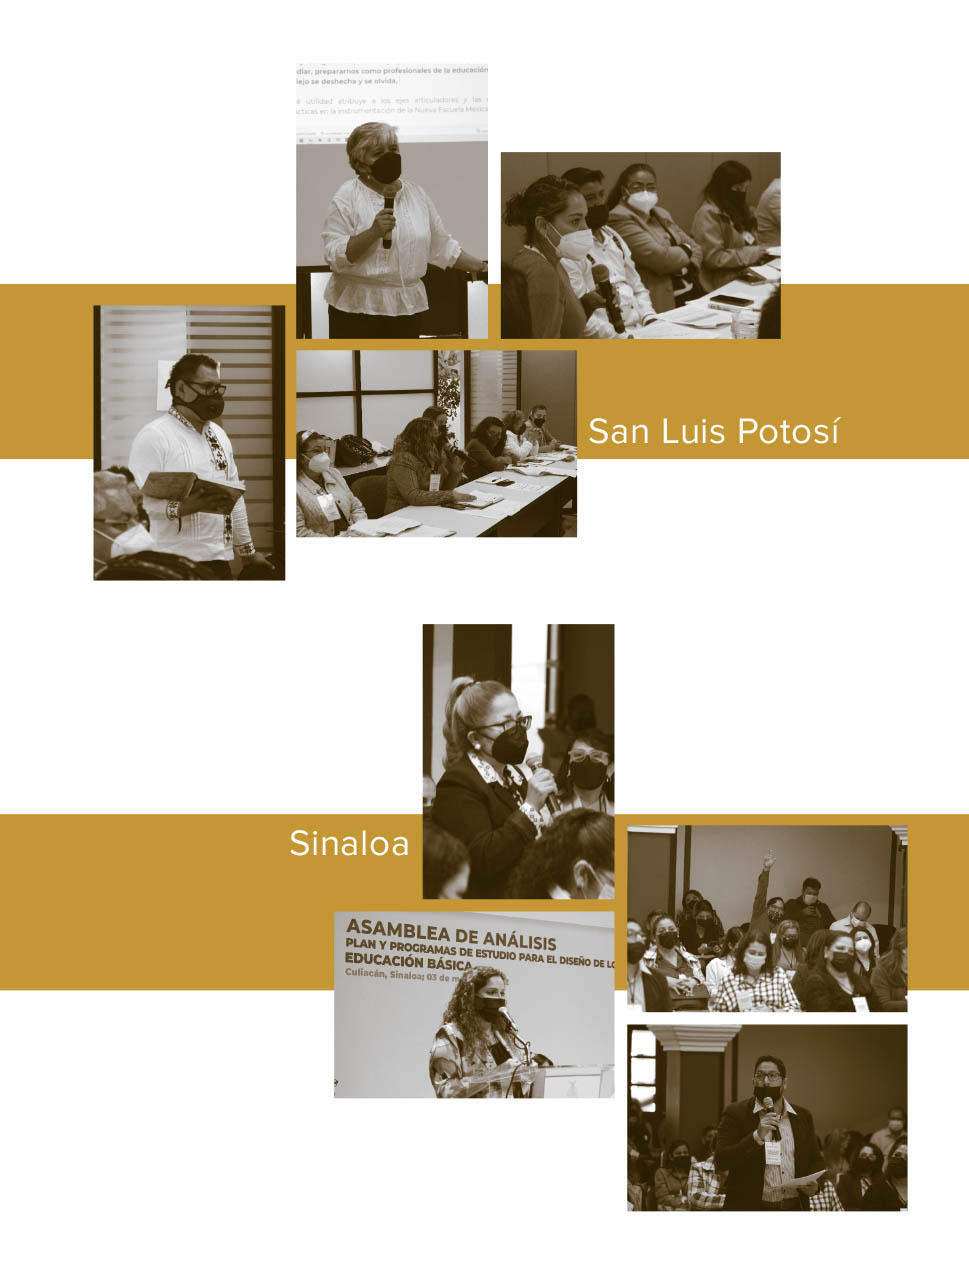 diar, prepararnos como profesionales de la educación
lejo se deshecha y se olvida,
utilidad atribuye a los ejes articuladores y las
cticas en la instrumentación de la Nueva Escuela Mexica
San Luis Potosí
Sinaloa
ASAMBLEA DE ANÁLISIS
PLAN Y PROGRAMAS DE ESTUDIO PARA EL DISEÑO DE LO
EDUCACIÓN BÁSICA
Culiacán, Sinaloa; 03 de m